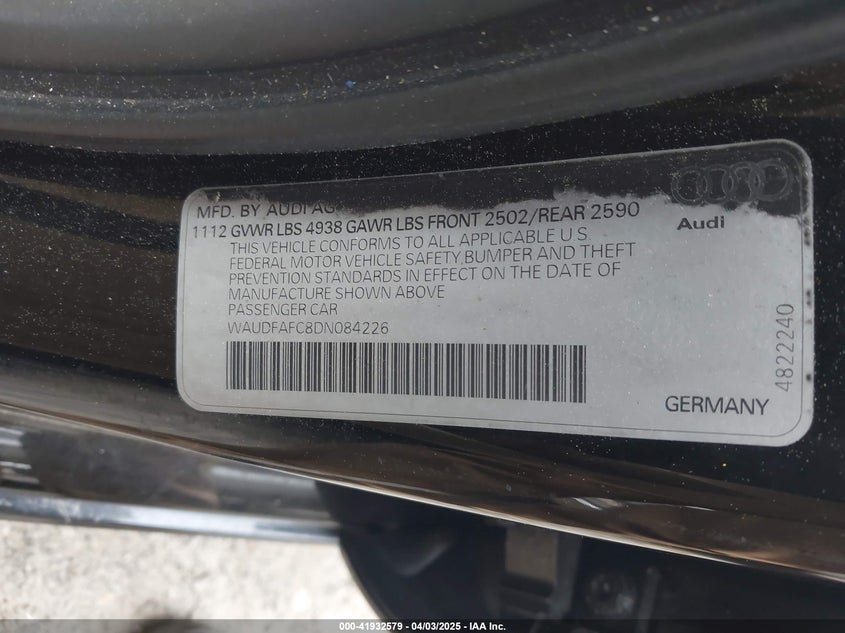 MFD. BY AUDI AG
1112 GVWR LBS 4938 GAWR LBS FRONT 2502/REAR 2590
THIS VEHICLE CONFORMS TO ALL APPLICABLE U S
FEDERAL MOTOR VEHICLE SAFETY,BUMPER AND THEFT
PREVENTION STANDARDS IN EFFECT ON THE DATE OF
MANUFACTURE SHOWN ABOVE
PASSENGER CAR
WAUDFAFC8DN084226
Audi
4822240
GERMANY
000-41932579 - 04/03/2025 - IAA Inc.